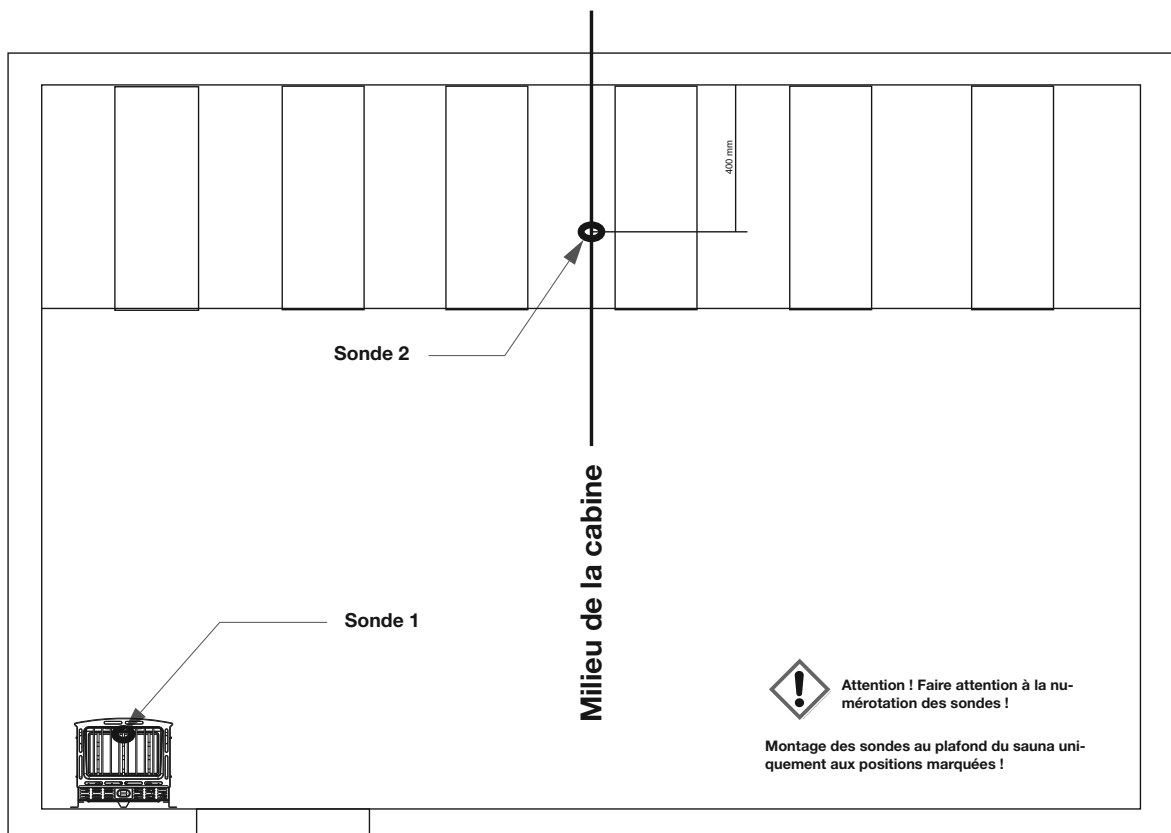 400 mm
Sonde 2
Milieu de la cabine
Sonde 1
Attention ! Faire attention à la nu-
mérotation des sondes !
Montage des sondes au plafond du sauna uni-
quement aux positions marquées !